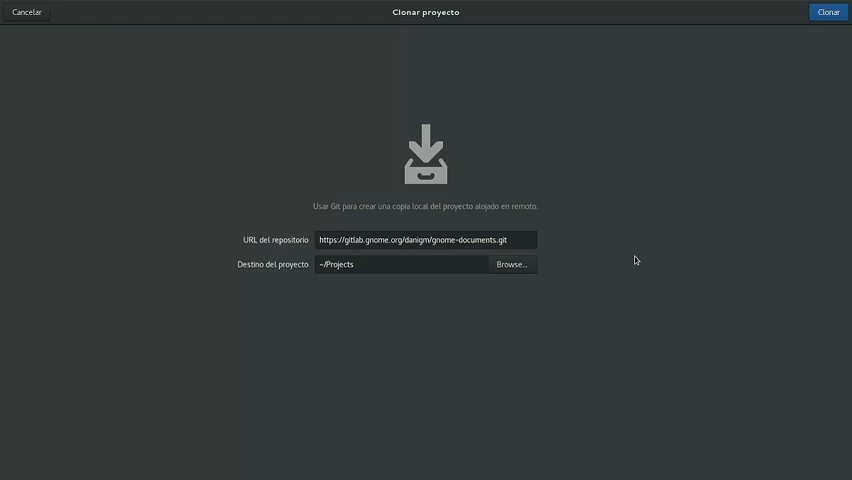 Cancelar
Clonar proyecto
Clonar
Usar Git para crear una copia local del proyecto alojado en remoto.
URL del repositorio https://gitlab.gnome.org/danigm/gnome-documents.git
Destino del proyecto ~/Projects Browse...